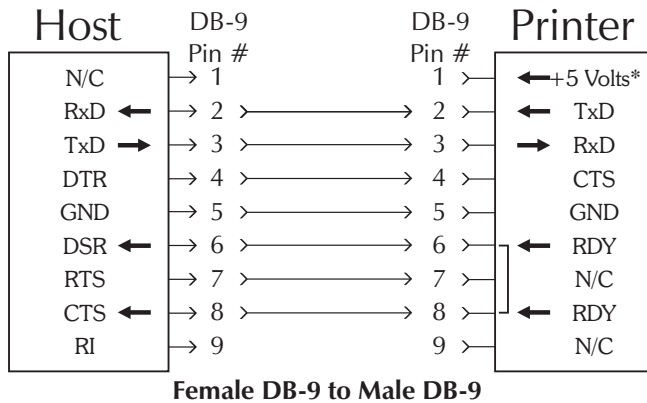 Host DB-9 Pin # DB-9 Pin # Printer
N/C 1 1 +5 Volts*
RxD 2 2 TxD
TxD 3 3 RxD
DTR 4 4 CTS
GND 5 5 GND
DSR 6 6 RDY
RTS 7 7 N/C
CTS 8 8 RDY
RI 9 9 N/C
Female DB-9 to Male DB-9